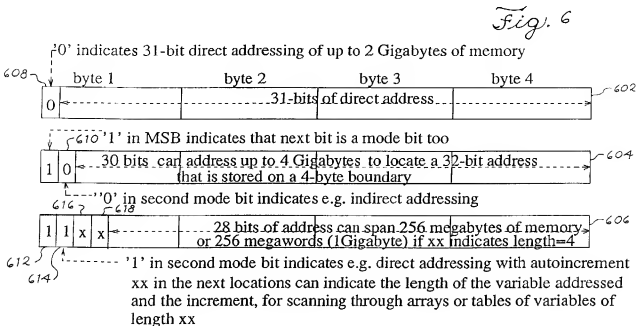 Fig. 6
'0' indicates 31-bit direct addressing of up to 2 Gigabytes of memory
608
byte 1 byte 2 byte 3 byte 4
602
0 31-bits of direct address
610 '1' in MSB indicates that next bit is a mode bit too
1 0 30 bits can address up to 4 Gigabytes to locate a 32-bit address
that is stored on a 4-byte boundary
604
'0' in second mode bit indicates e.g. indirect addressing
616 618
606
1 1 x x 28 bits of address can span 256 megabytes of memory
or 256 megawords (1Gigabyte) if xx indicates length=4
612
614
'1' in second mode bit indicates e.g. direct addressing with autoincrement
xx in the next locations can indicate the length of the variable addressed
and the increment, for scanning through arrays or tables of variables of
length xx